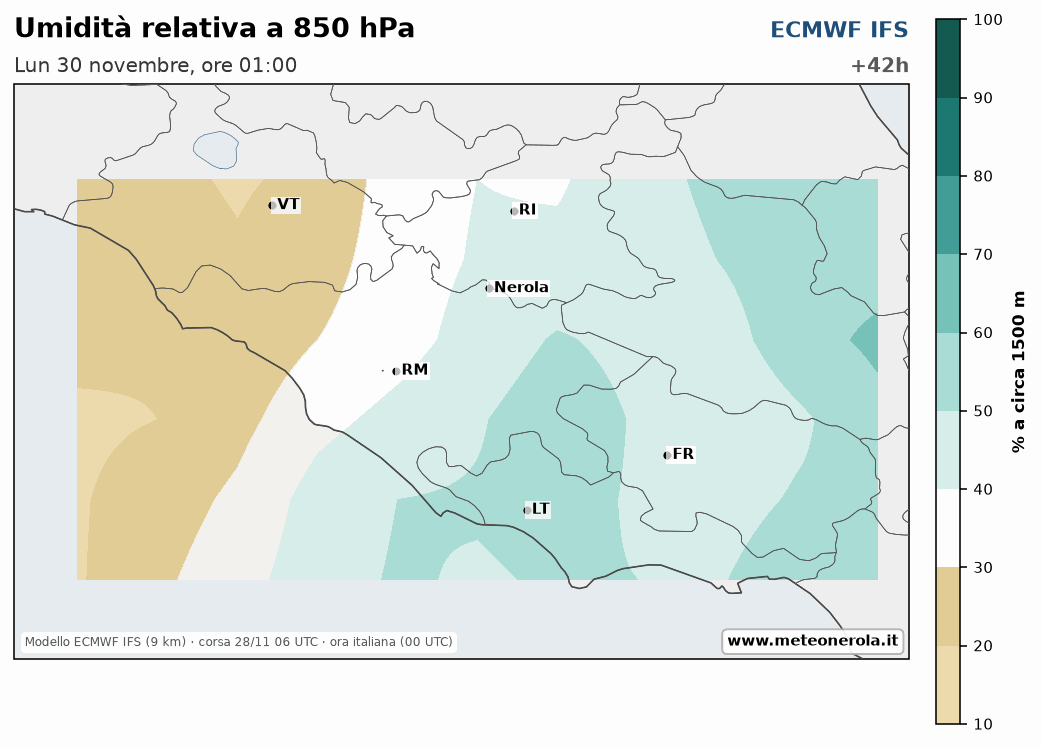 Umidità relativa a 850 hPa
ECMWF IFS
Lun 30 novembre, ore 01:00
+42h
VT
RI
Nerola
RM
FR
LT
Modello ECMWF IFS (9 km) · corsa 28/11 06 UTC · ora italiana (00 UTC)
www.meteonerola.it
100
90
80
70
60
50
40
30
20
10
% a circa 1500 m